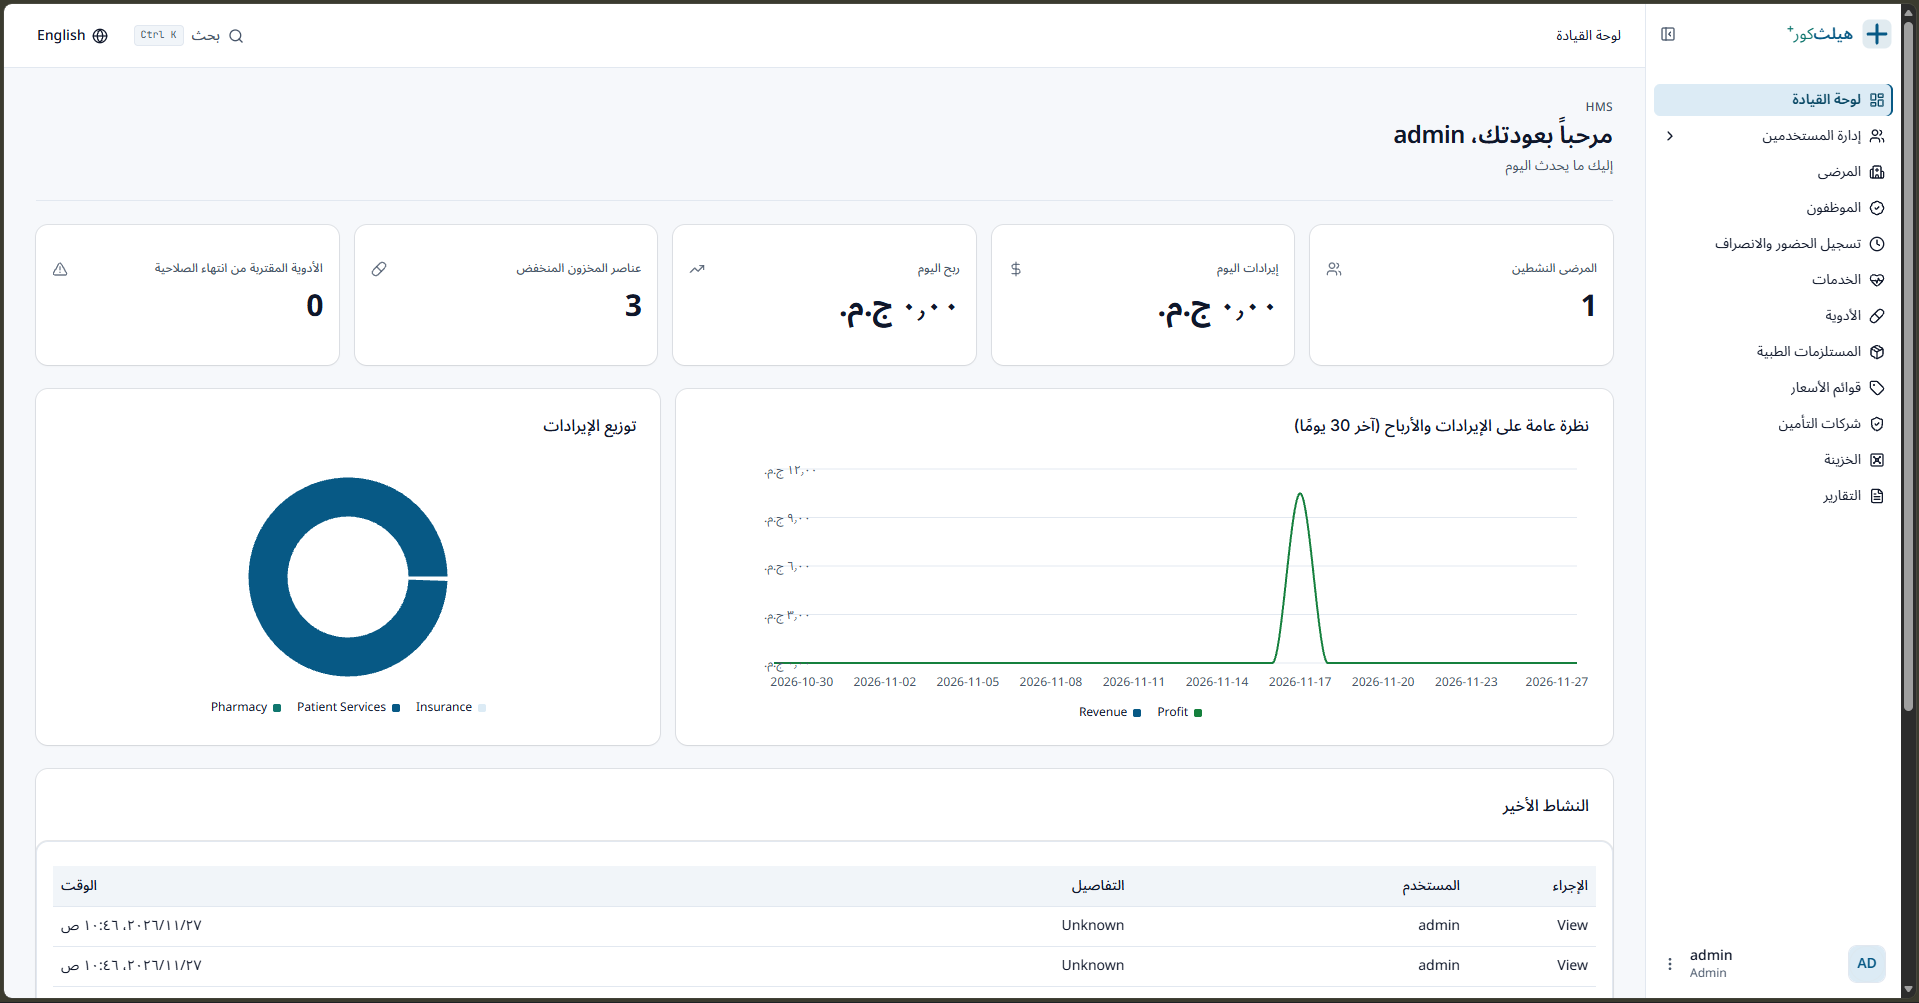 هيلث كور+
لوحة القيادة
بحث Ctrl K
English
لوحة القيادة
إدارة المستخدمين
المرضى
الموظفون
تسجيل الحضور والانصراف
الخدمات
الأدوية
المستلزمات الطبية
قوائم الأسعار
شركات التأمين
الخزينة
التقارير
AD
admin
Admin
HMS
مرحباً بعودتك، admin
إليك ما يحدث اليوم
المرضى النشطين
1
إيرادات اليوم
٠٫٠٠ ج.م.
ربح اليوم
٠٫٠٠ ج.م.
عناصر المخزون المنخفض
3
الأدوية المقتربة من انتهاء الصلاحية
0
نظرة عامة على الإيرادات والأرباح (آخر 30 يومًا)
١٢٫٠٠ ج.م.
٩٫٠٠ ج.م.
٦٫٠٠ ج.م.
٣٫٠٠ ج.م.
٠٫٠٠ ج.م.
2026-10-30 2026-11-02 2026-11-05 2026-11-08 2026-11-11 2026-11-14 2026-11-17 2026-11-20 2026-11-23 2026-11-27
Revenue Profit
توزيع الإيرادات
Pharmacy Patient Services Insurance
النشاط الأخير
الإجراء المستخدم التفاصيل الوقت
View admin Unknown ٢٠٢٦/١١/٢٧، ١٠:٤٦ ص
View admin Unknown ٢٠٢٦/١١/٢٧، ١٠:٤٦ ص